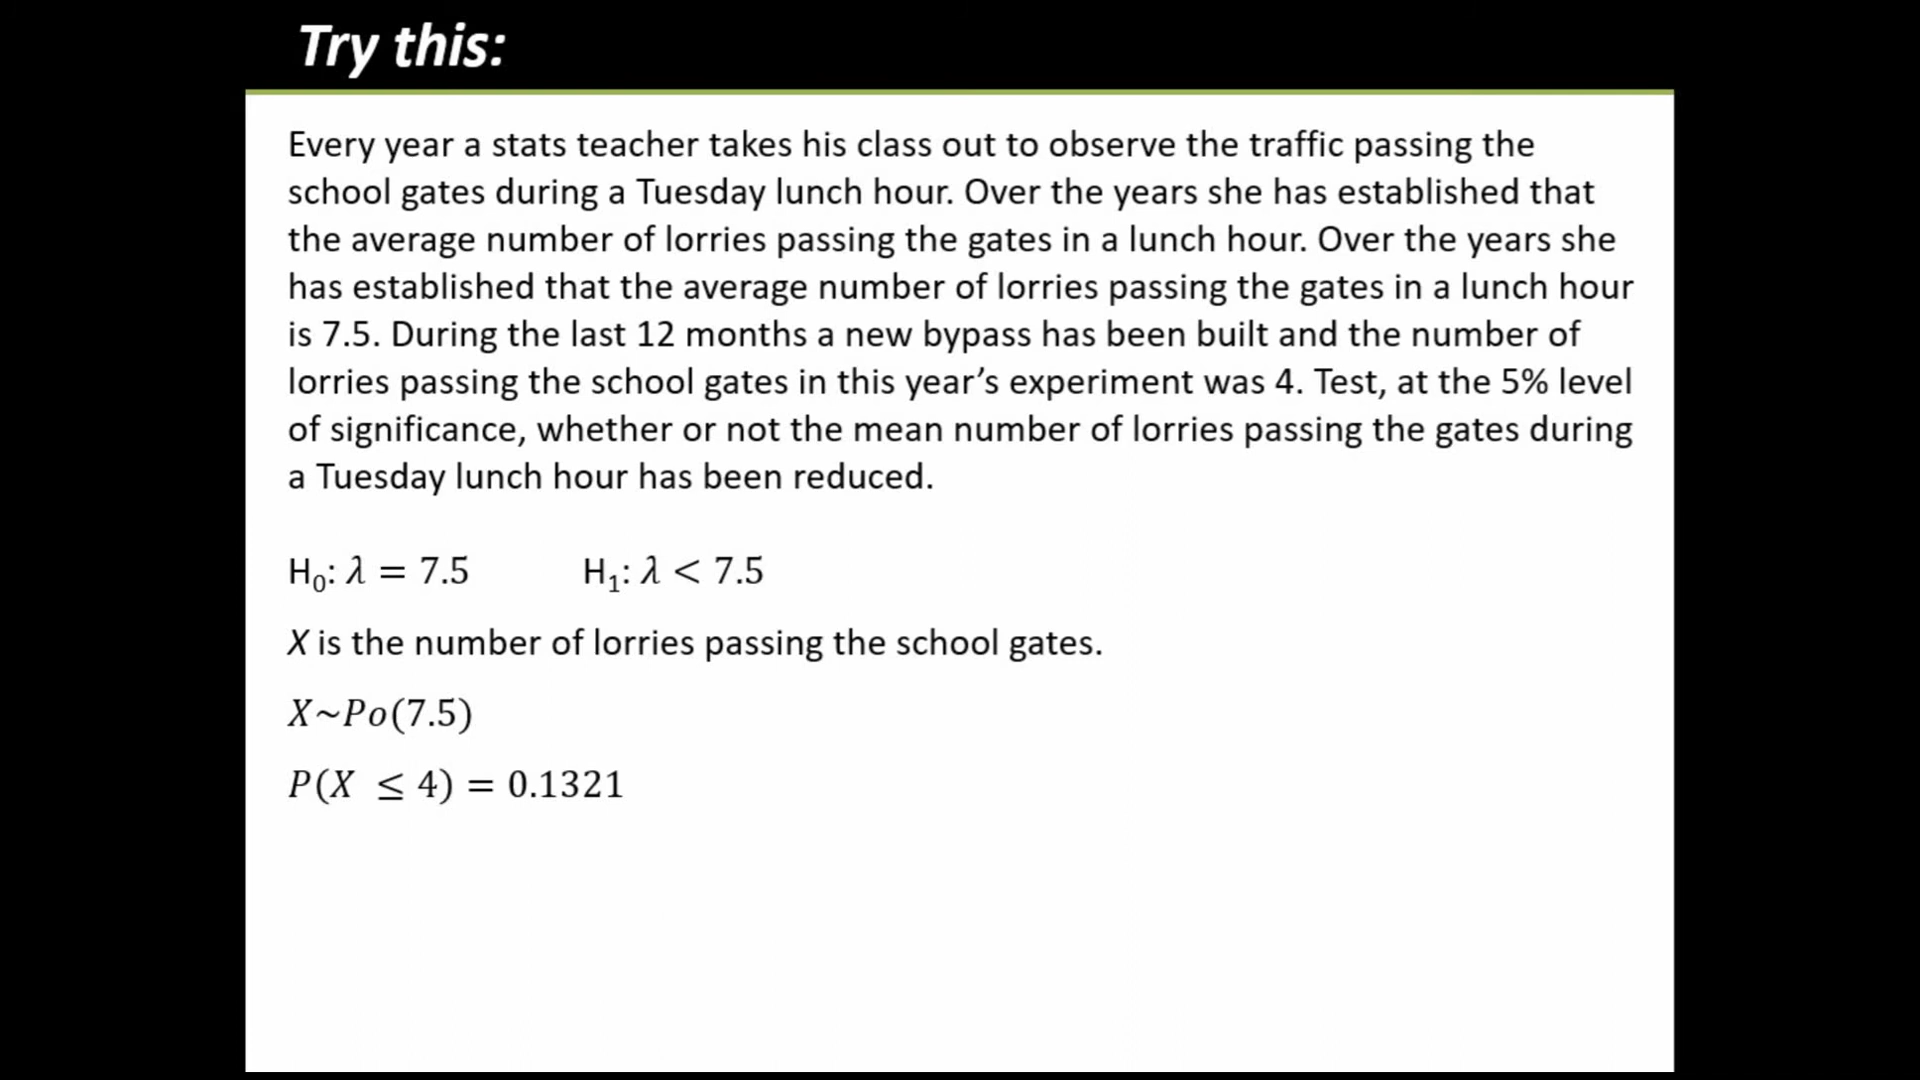 Try this:
Every year a stats teacher takes his class out to observe the traffic passing the
school gates during a Tuesday lunch hour. Over the years she has established that
the average number of lorries passing the gates in a lunch hour. Over the years she
has established that the average number of lorries passing the gates in a lunch hour
is 7.5. During the last 12 months a new bypass has been built and the number of
lorries passing the school gates in this year’s experiment was 4. Test, at the 5% level
of significance, whether or not the mean number of lorries passing the gates during
a Tuesday lunch hour has been reduced.
H₀: λ = 7.5 H₁: λ < 7.5
X is the number of lorries passing the school gates.
X~Po(7.5)
P(X ≤ 4) = 0.1321